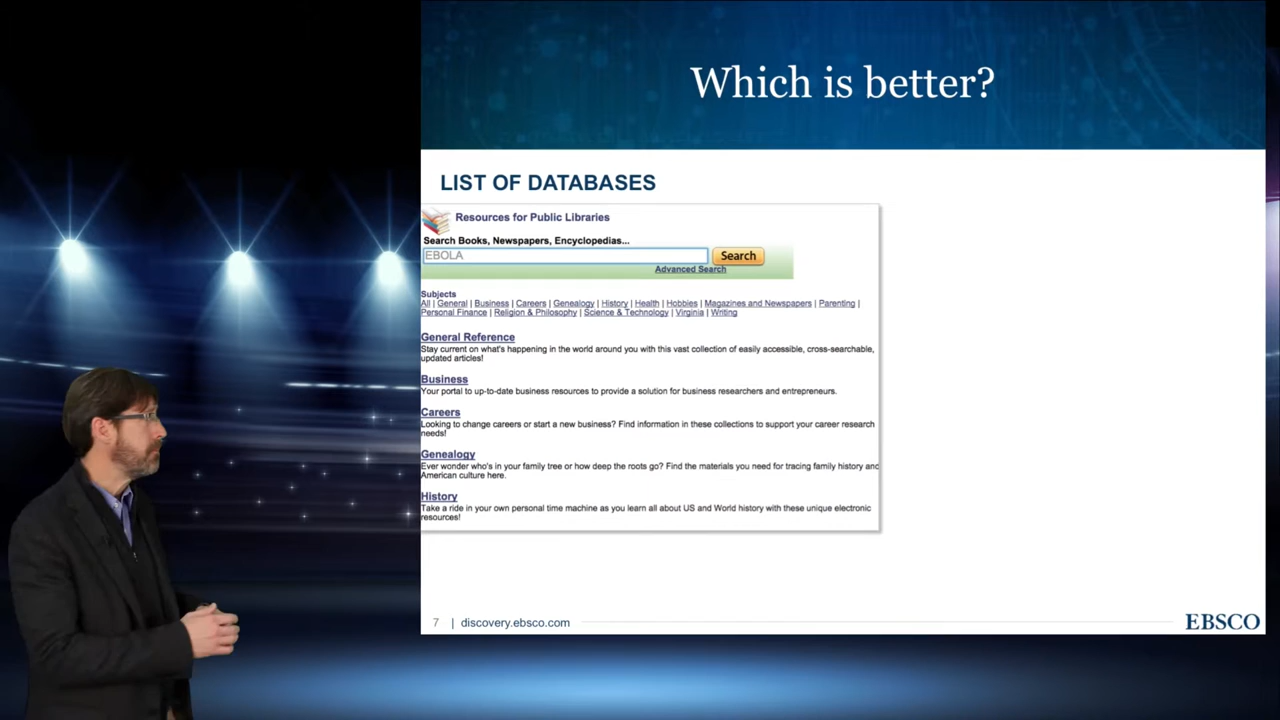 Which is better?
LIST OF DATABASES
Resources for Public Libraries
Search Books, Newspapers, Encyclopedias...
EBOLA
Search
Advanced Search
Subjects
All | General | Business | Careers | Genealogy | History | Health | Hobbies | Magazines and Newspapers | Parenting |
Personal Finance | Religion & Philosophy | Science & Technology | Virginia | Writing
General Reference
Stay current on what's happening in the world around you with this vast collection of easily accessible, cross-searchable,
updated articles!
Business
Your portal to up-to-date business resources to provide a solution for business researchers and entrepreneurs.
Careers
Looking to change careers or start a new business? Find information in these collections to support your career research
needs!
Genealogy
Ever wonder who's in your family tree or how deep the roots go? Find the materials you need for tracing family history and
American culture here.
History
Take a ride in your own personal time machine as you learn all about US and World history with these unique electronic
resources!
7 | discovery.ebsco.com
EBSCO